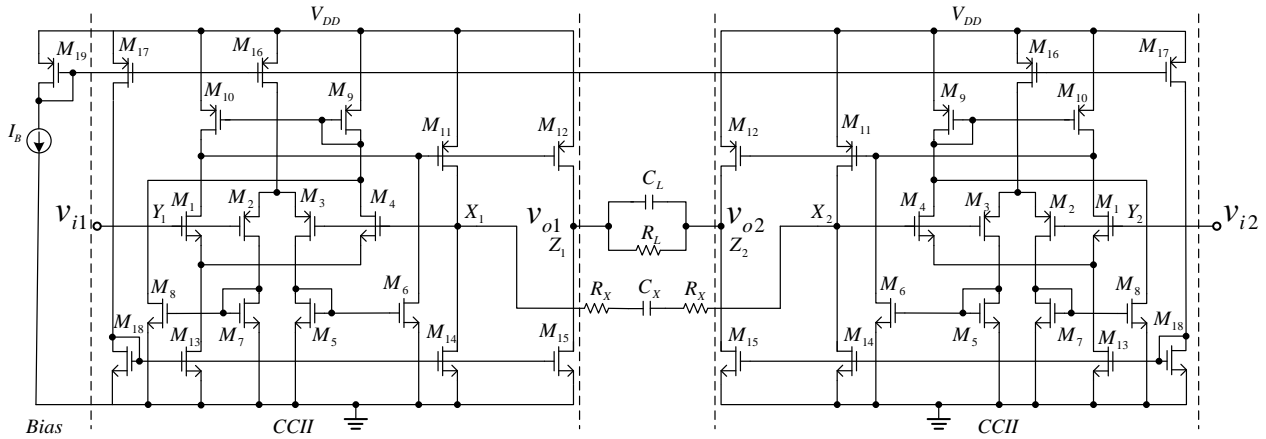 V_DD V_DD
M_19 M_17 M_16 M_16 M_17
M_10 M_9 M_9 M_10
I_B M_11 M_12 M_12 M_11
C_L
M_1 M_2 M_3 M_4 M_4 M_3 M_2 M_1
v_i1 Y_1 X_1 v_o1 R_L v_o2 X_2 Y_2 v_i2
Z_1 Z_2
M_8 M_6 R_X C_X R_X M_6 M_8
M_18 M_7 M_5 M_5 M_7 M_18
M_13 M_14 M_15 M_15 M_14 M_13
Bias CCII CCII